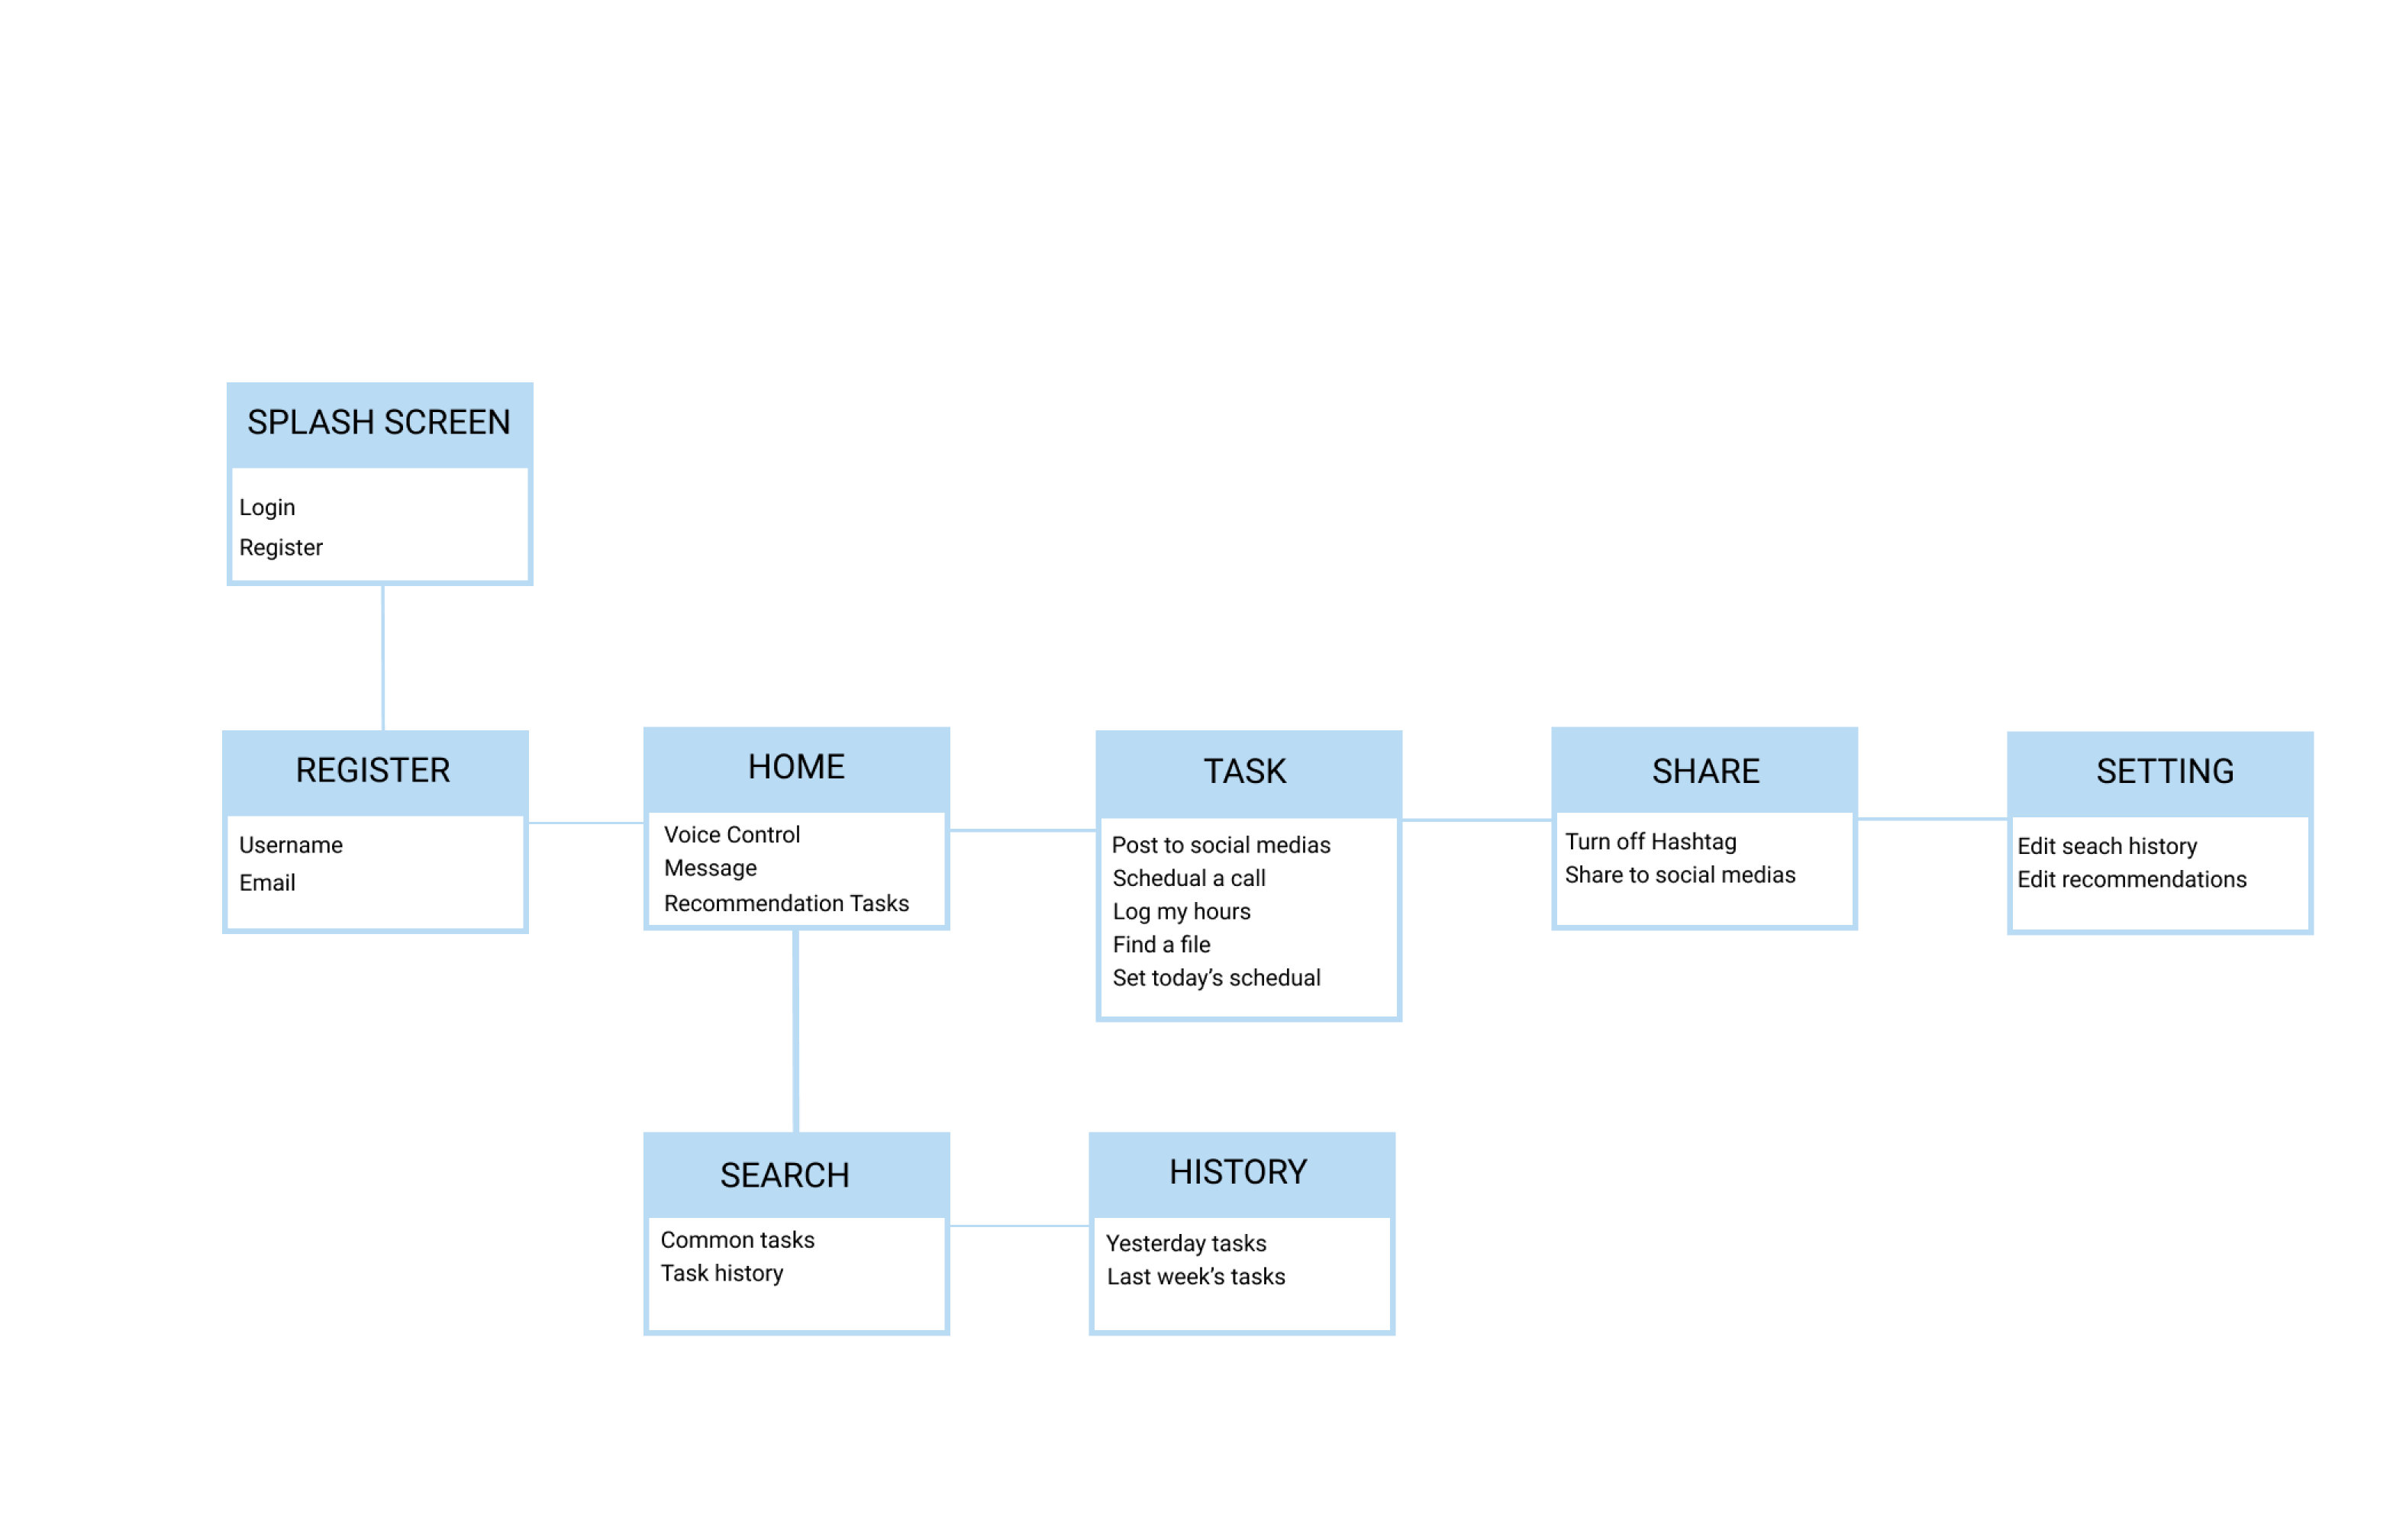 SPLASH SCREEN
Login
Register
REGISTER
Username
Email
HOME
Voice Control
Message
Recommendation Tasks
TASK
Post to social medias
Schedual a call
Log my hours
Find a file
Set today’s schedual
SHARE
Turn off Hashtag
Share to social medias
SETTING
Edit seach history
Edit recommendations
SEARCH
Common tasks
Task history
HISTORY
Yesterday tasks
Last week’s tasks